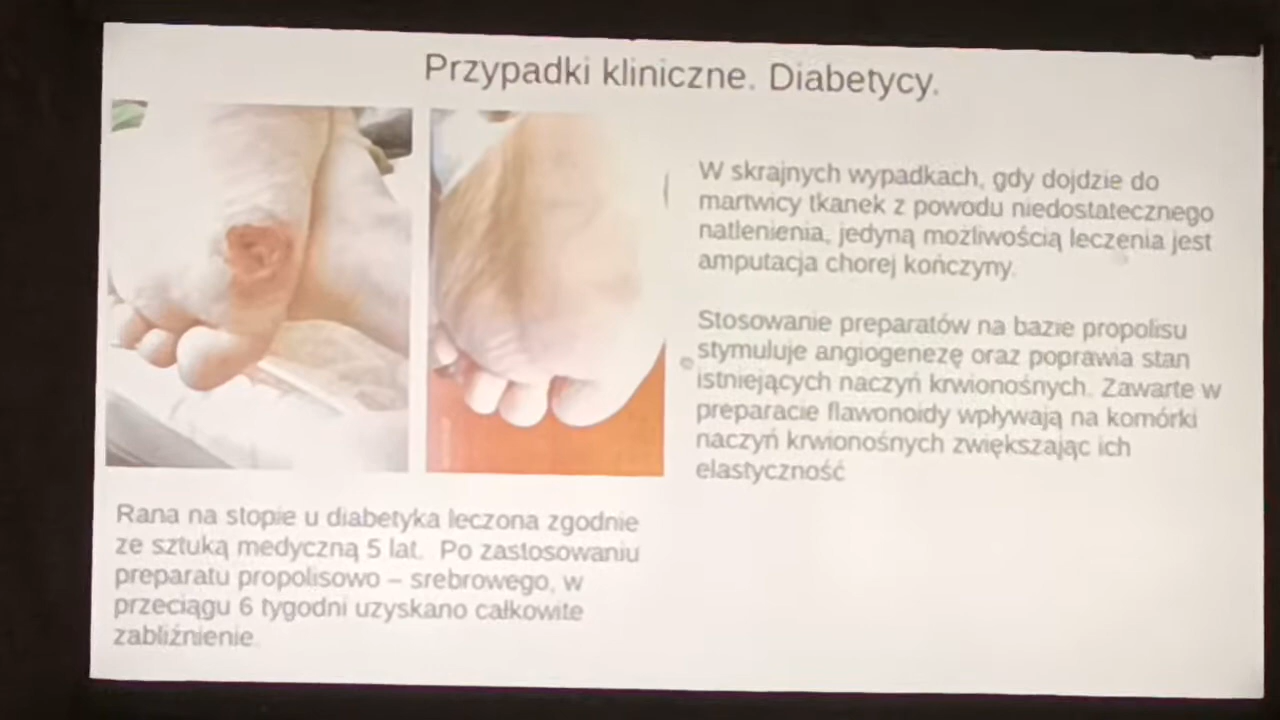 Przypadki kliniczne. Diabetycy.
W skrajnych wypadkach, gdy dojdzie do
martwicy tkanek z powodu niedostatecznego
natlenienia, jedyną możliwością leczenia jest
amputacja chorej kończyny.
Stosowanie preparatów na bazie propolisu
stymuluje angiogenezę oraz poprawia stan
istniejących naczyń krwionośnych. Zawarte w
preparacie flawonoidy wpływają na komórki
naczyń krwionośnych zwiększając ich
elastyczność
Rana na stopie u diabetyka leczona zgodnie
ze sztuką medyczną 5 lat. Po zastosowaniu
preparatu propolisowo – srebrowego, w
przeciągu 6 tygodni uzyskano całkowite
zabliźnienie.